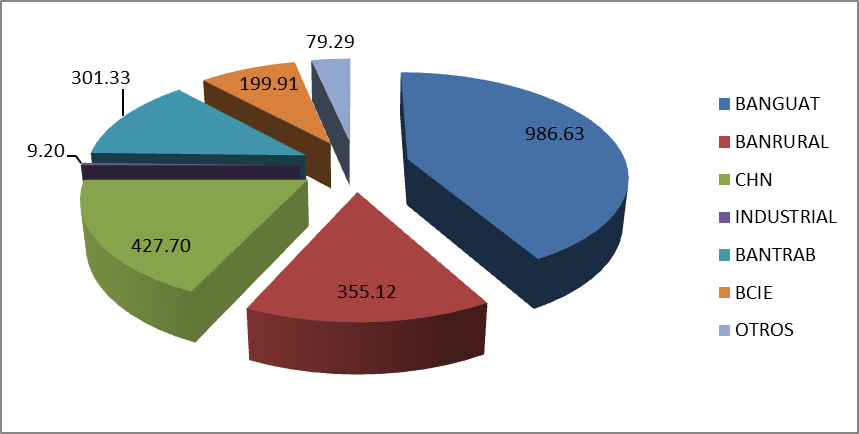 79.29
301.33
199.91
986.63
9.20
427.70
355.12
BANGUAT
BANRURAL
CHN
INDUSTRIAL
BANTRAB
BCIE
OTROS